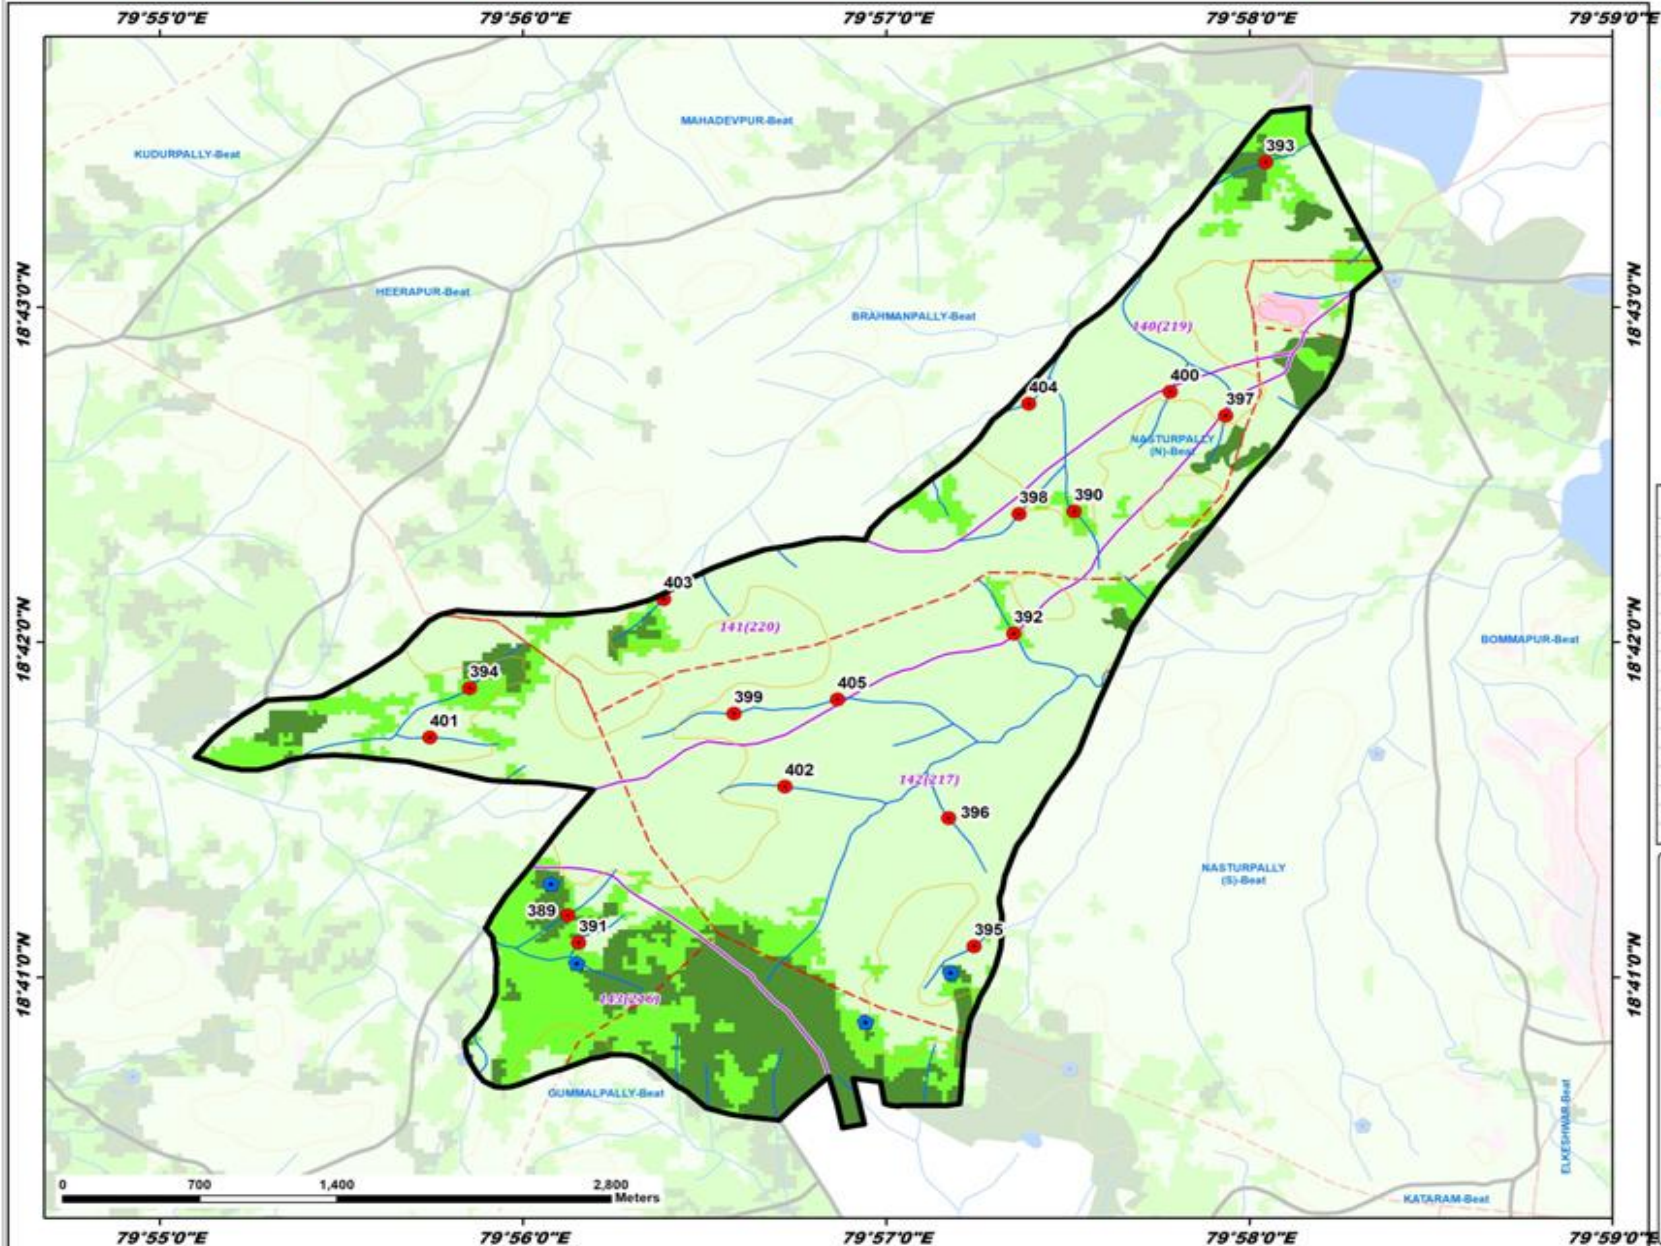 79°55'0"E 79°56'0"E 79°57'0"E 79°58'0"E 79°59'0"E
MAHADEVPUR-Beat
KUDURPALLY-Beat
393
HEERAPUR-Beat
18°43'0"N
18°43'0"N
BRAHMANPALLY-Beat
140(219)
404
400
397
NASTURPALLY
(N)-Beat
398
390
403
392
141(220)
18°42'0"N
18°42'0"N
BOMMAPUR-Beat
394
399
405
401
402
142(217)
396
NASTURPALLY
(S)-Beat
389
391
395
18°41'0"N
18°41'0"N
143(216)
GUMMALPALLY-Beat
ELKESHWAR-Beat
0 700 1,400 2,800
Meters
KATARAM-Beat
79°55'0"E 79°56'0"E 79°57'0"E 79°58'0"E 79°59'0"E